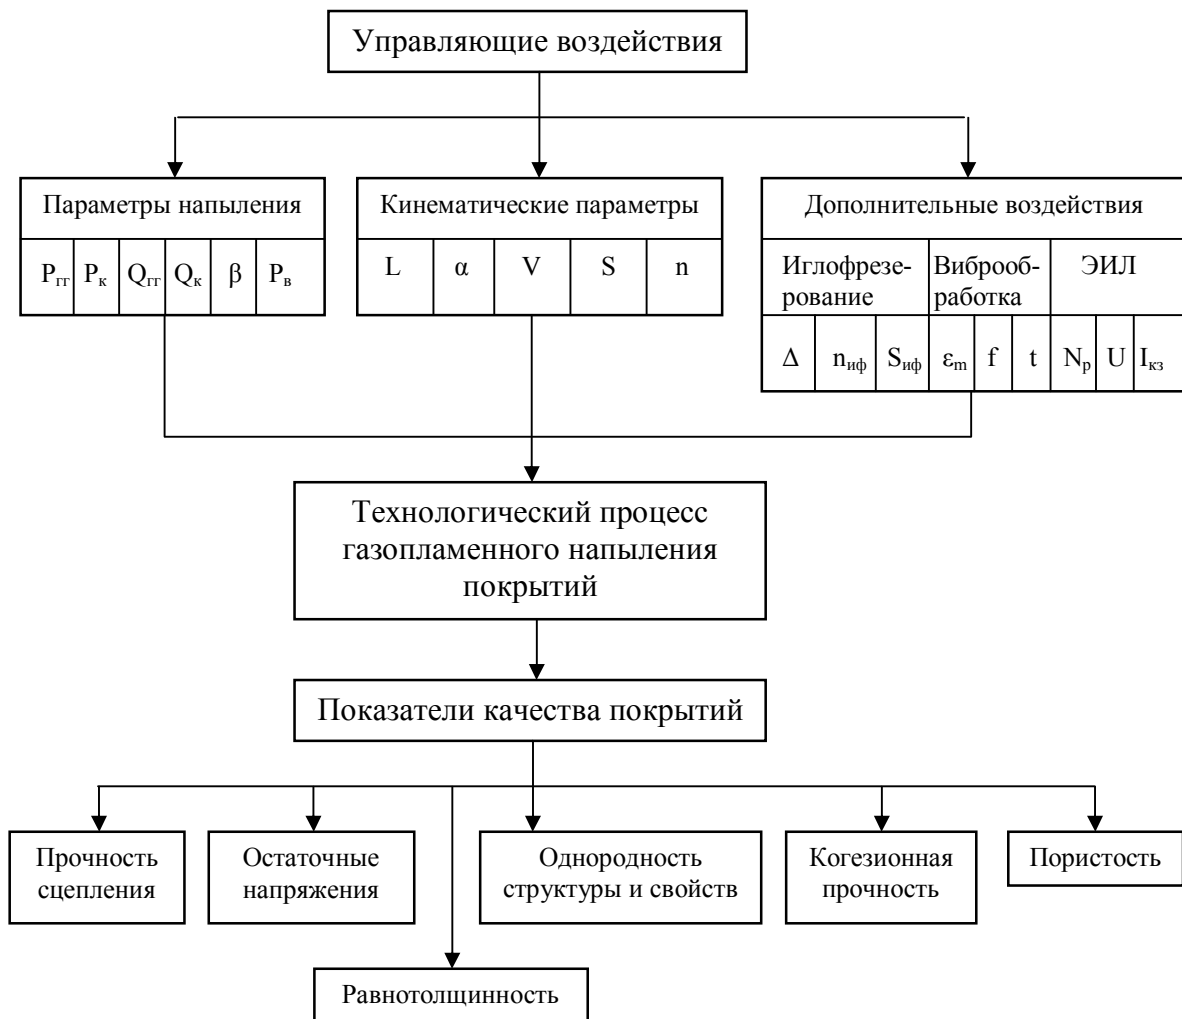 Управляющие воздействия
Параметры напыления
Кинематические параметры
Дополнительные воздействия
Pгг Pк Qгг Qк β Pв
L α V S n
Иглофрезе-
рование
Виброоб-
работка
ЭИЛ
Δ nиф Sиф εm f t Nр U Iкз
Технологический процесс
газопламенного напыления
покрытий
Показатели качества покрытий
Прочность
сцепления
Остаточные
напряжения
Однородность
структуры и свойств
Когезионная
прочность
Пористость
Равнотолщинность